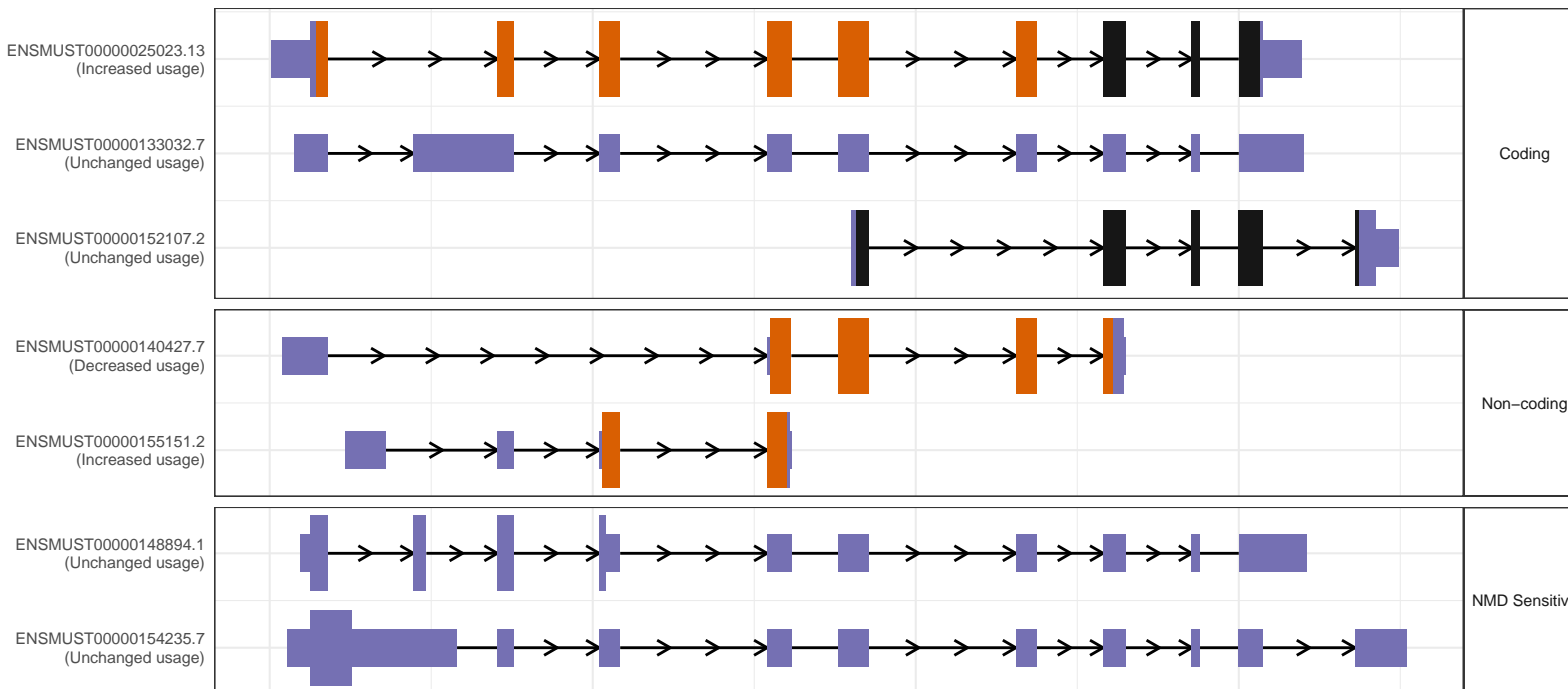 ENSMUST00000025023.13
(Increased usage)
ENSMUST00000133032.7
(Unchanged usage)
ENSMUST00000152107.2
(Unchanged usage)
Coding
ENSMUST00000140427.7
(Decreased usage)
ENSMUST00000155151.2
(Increased usage)
Non−coding
ENSMUST00000148894.1
(Unchanged usage)
ENSMUST00000154235.7
(Unchanged usage)
NMD Sensitiv